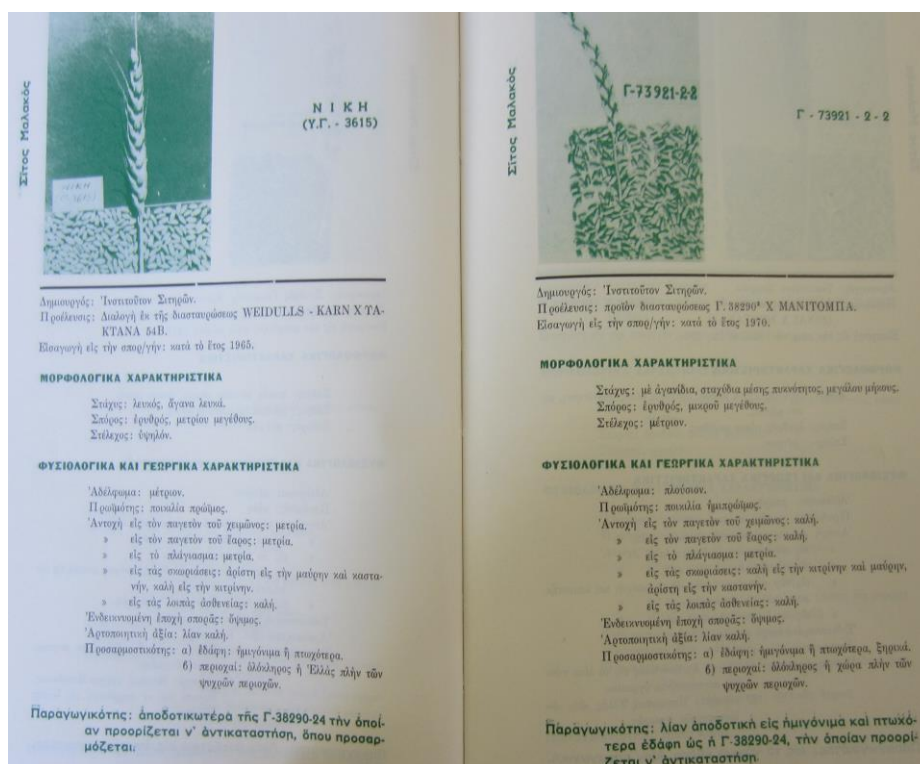 Σῖτος Μαλακός
ΝΙΚΗ
(Υ.Γ. - 3615)
ΝΙΚΗ
Δημιουργός: Ἰνστιτοῦτον Σιτηρῶν.
Προέλευσις: Διαλογὴ ἐκ τῆς διασταυρώσεως WEIDULLS - KARN X ΤΑ-
ΚΤΑΝΑ 54Β.
Εἰσαγωγὴ εἰς τὴν σπορ/γήν: κατὰ τὸ ἔτος 1965.
ΜΟΡΦΟΛΟΓΙΚΑ ΧΑΡΑΚΤΗΡΙΣΤΙΚΑ
Στάχυς: λευκός, ἄγανα λευκά.
Σπόρος: ἐρυθρός, μετρίου μεγέθους.
Στέλεχος: ὑψηλόν.
ΦΥΣΙΟΛΟΓΙΚΑ ΚΑΙ ΓΕΩΡΓΙΚΑ ΧΑΡΑΚΤΗΡΙΣΤΙΚΑ
Ἀδέλφωμα: μέτριον.
Πρωϊμότης: ποικιλία πρώϊμος.
Ἀντοχὴ εἰς τὸν παγετὸν τοῦ χειμῶνος: μετρία.
» εἰς τὸν παγετὸν τοῦ ἔαρος: μετρία.
» εἰς τὸ πλάγιασμα: μετρία.
» εἰς τὰς σκωριάσεις: ἀρίστη εἰς τὴν μαύρην καὶ καστα-
νήν, καλὴ εἰς τὴν κιτρίνην.
» εἰς τὰς λοιπὰς ἀσθενείας: καλή.
Ἐνδεικνυομένη ἐποχὴ σπορᾶς: ὄψιμος.
Ἀρτοποιητικὴ ἀξία: λίαν καλή.
Προσαρμοστικότης: α) ἐδάφη: ἡμιγόνιμα ἢ πτωχότερα.
β) περιοχαί: ὁλόκληρος ἡ Ἑλλὰς πλὴν τῶν
ψυχρῶν περιοχῶν.
Παραγωγικότης: ἀποδοτικωτέρα τῆς Γ-38290-24 τὴν ὁποί-
αν προορίζεται ν' ἀντικαταστήση, ὅπου προσαρ-
μόζεται.
Σῖτος Μαλακός
Γ-73921-2-2
Γ - 73921 - 2 - 2
Δημιουργός: Ἰνστιτοῦτον Σιτηρῶν.
Προέλευσις: προϊὸν διασταυρώσεως Γ. 38290⁴ X ΜΑΝΙΤΟΜΠΑ.
Εἰσαγωγὴ εἰς τὴν σπορ/γήν: κατὰ τὸ ἔτος 1970.
ΜΟΡΦΟΛΟΓΙΚΑ ΧΑΡΑΚΤΗΡΙΣΤΙΚΑ
Στάχυς: μὲ ἀγανίδια, σταχύδια μέσης πυκνότητος, μεγάλου μήκους.
Σπόρος: ἐρυθρός, μικροῦ μεγέθους.
Στέλεχος: μέτριον.
ΦΥΣΙΟΛΟΓΙΚΑ ΚΑΙ ΓΕΩΡΓΙΚΑ ΧΑΡΑΚΤΗΡΙΣΤΙΚΑ
Ἀδέλφωμα: πλούσιον.
Πρωϊμότης: ποικιλία ἡμιπρώϊμος.
Ἀντοχὴ εἰς τὸν παγετὸν τοῦ χειμῶνος: καλή.
» εἰς τὸν παγετὸν τοῦ ἔαρος: καλή.
» εἰς τὸ πλάγιασμα: μετρία.
» εἰς τὰς σκωριάσεις: καλὴ εἰς τὴν κιτρίνην καὶ μαύρην,
ἀρίστη εἰς τὴν καστανήν.
» εἰς τὰς λοιπὰς ἀσθενείας: καλή.
Ἐνδεικνυομένη ἐποχὴ σπορᾶς: ὄψιμος.
Ἀρτοποιητικὴ ἀξία: λίαν καλή.
Προσαρμοστικότης: α) ἐδάφη: ἡμιγόνιμα ἢ πτωχότερα, ξηρικά.
β) περιοχαί: ὁλόκληρος ἡ χώρα πλὴν τῶν
ψυχρῶν περιοχῶν.
Παραγωγικότης: λίαν ἀποδοτικὴ εἰς ἡμιγόνιμα καὶ πτωχό-
τερα ἐδάφη ὡς ἡ Γ-38290-24, τὴν ὁποίαν προορί-
ζεται ν' ἀντικαταστήση.